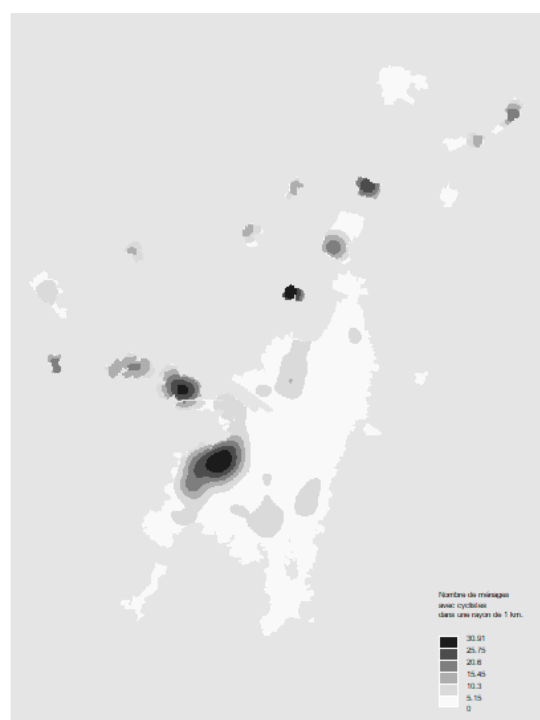 Nombre de ménages
avec cyclistes
dans une rayon de 1 km.
30.91
25.75
20.6
15.45
10.3
5.15
0